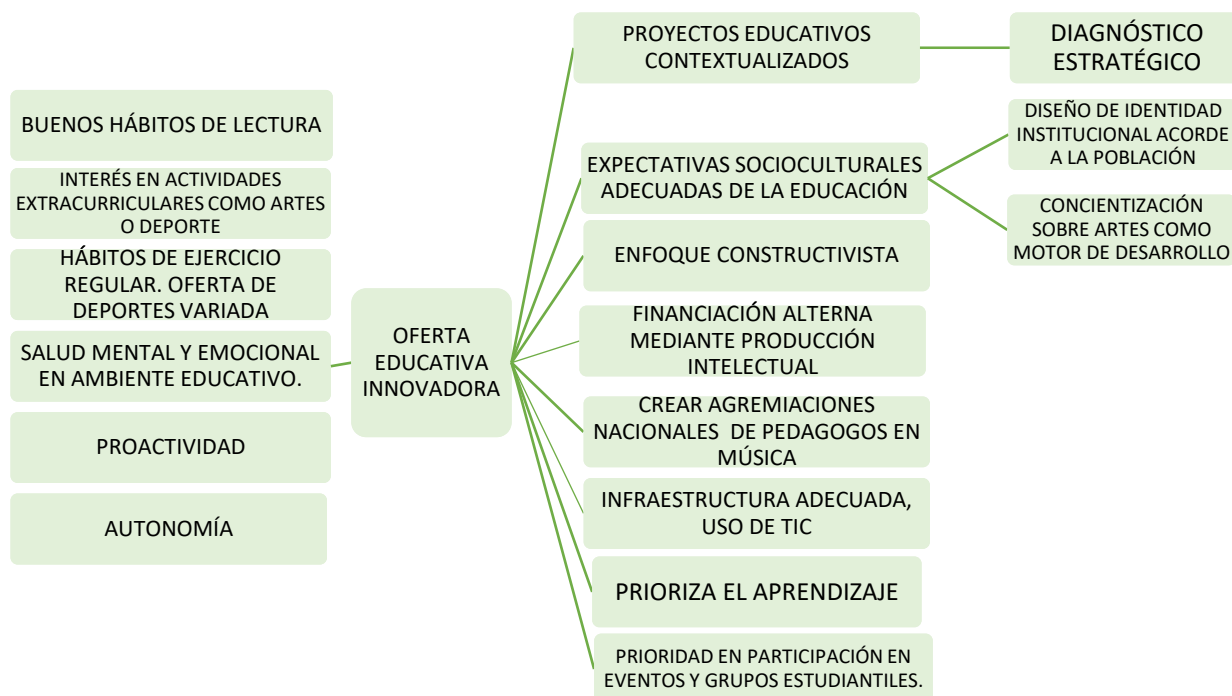 BUENOS HÁBITOS DE LECTURA
INTERÉS EN ACTIVIDADES
EXTRACURRICULARES COMO ARTES
O DEPORTE
HÁBITOS DE EJERCICIO
REGULAR. OFERTA DE
DEPORTES VARIADA
SALUD MENTAL Y EMOCIONAL
EN AMBIENTE EDUCATIVO.
PROACTIVIDAD
AUTONOMÍA
OFERTA
EDUCATIVA
INNOVADORA
PROYECTOS EDUCATIVOS
CONTEXTUALIZADOS
EXPECTATIVAS SOCIOCULTURALES
ADECUADAS DE LA EDUCACIÓN
ENFOQUE CONSTRUCTIVISTA
FINANCIACIÓN ALTERNA
MEDIANTE PRODUCCIÓN
INTELECTUAL
CREAR AGREMIACIONES
NACIONALES DE PEDAGOGOS EN
MÚSICA
INFRAESTRUCTURA ADECUADA,
USO DE TIC
PRIORIZA EL APRENDIZAJE
PRIORIDAD EN PARTICIPACIÓN EN
EVENTOS Y GRUPOS ESTUDIANTILES.
DIAGNÓSTICO
ESTRATÉGICO
DISEÑO DE IDENTIDAD
INSTITUCIONAL ACORDE
A LA POBLACIÓN
CONCIENTIZACIÓN
SOBRE ARTES COMO
MOTOR DE DESARROLLO